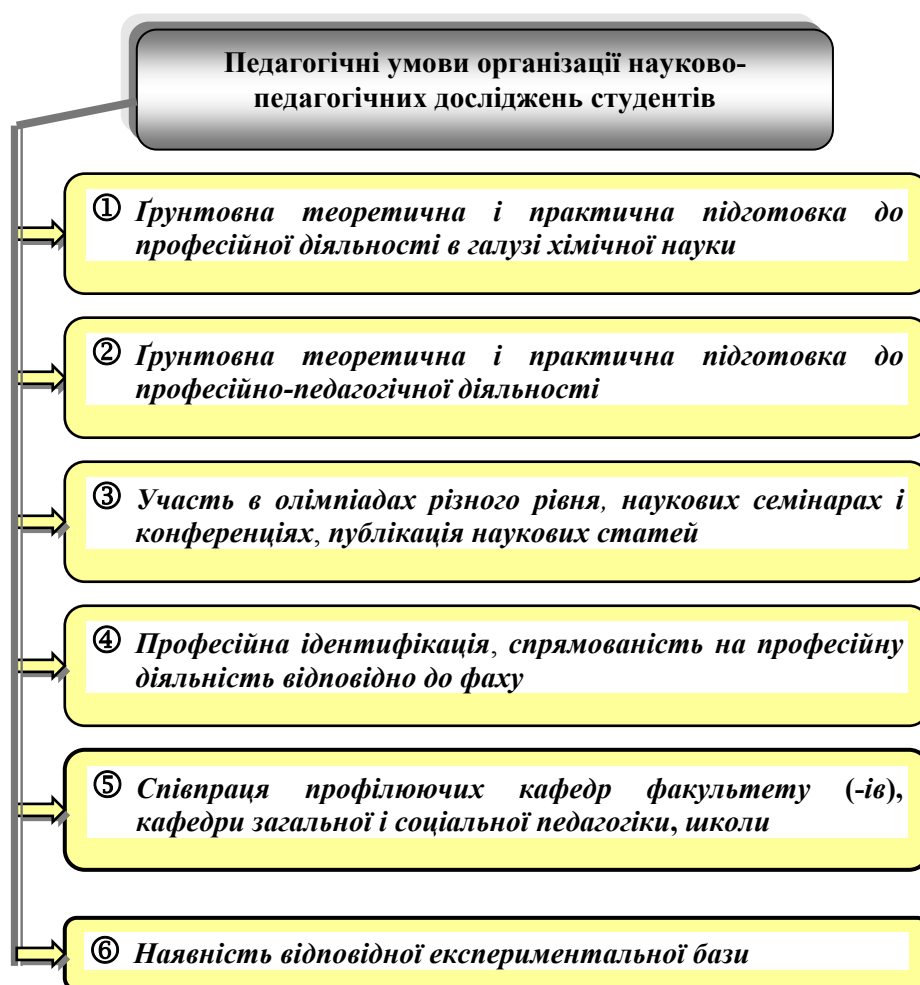 Педагогічні умови організації науково-
педагогічних досліджень студентів
① Ґрунтовна теоретична і практична підготовка до
професійної діяльності в галузі хімічної науки
② Ґрунтовна теоретична і практична підготовка до
професійно-педагогічної діяльності
③ Участь в олімпіадах різного рівня, наукових семінарах і
конференціях, публікація наукових статей
④ Професійна ідентифікація, спрямованість на професійну
діяльність відповідно до фаху
⑤ Співпраця профілюючих кафедр факультету (-ів),
кафедри загальної і соціальної педагогіки, школи
⑥ Наявність відповідної експериментальної бази